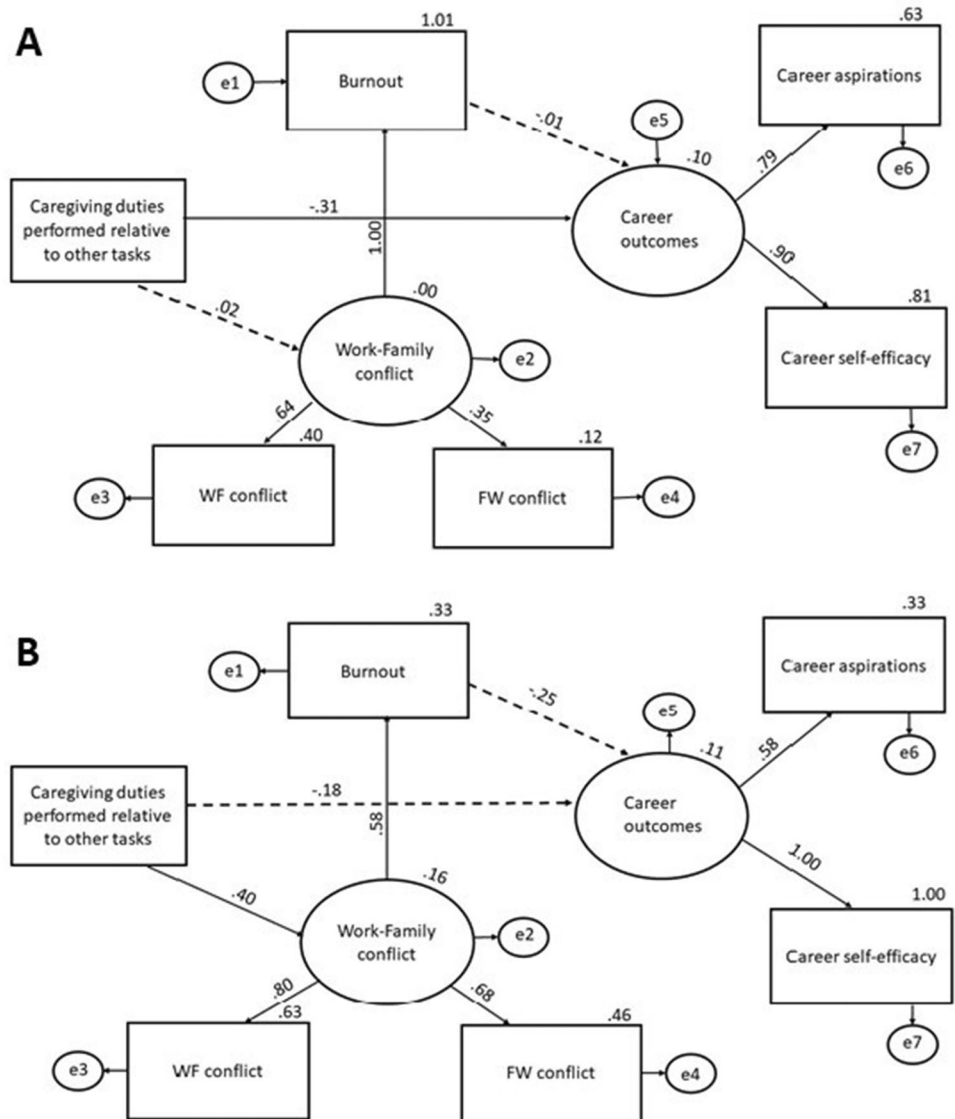 A
1.01
.63
Burnout
e1
Career aspirations
-.01
e5
.10
.79
e6
Caregiving duties
performed relative
to other tasks
-.31
Career
outcomes
1.00
.90
.00
.02
.81
Work-Family
conflict
e2
Career self-efficacy
.64
.35
.40
.12
e7
e3
WF conflict
FW conflict
e4
B
.33
.33
Burnout
e1
Career aspirations
-.25
e5
.11
.58
e6
Caregiving duties
performed relative
to other tasks
-.18
Career
outcomes
.58
1.00
.16
.40
1.00
Work-Family
conflict
e2
Career self-efficacy
.80
.68
.63
.46
e7
e3
WF conflict
FW conflict
e4